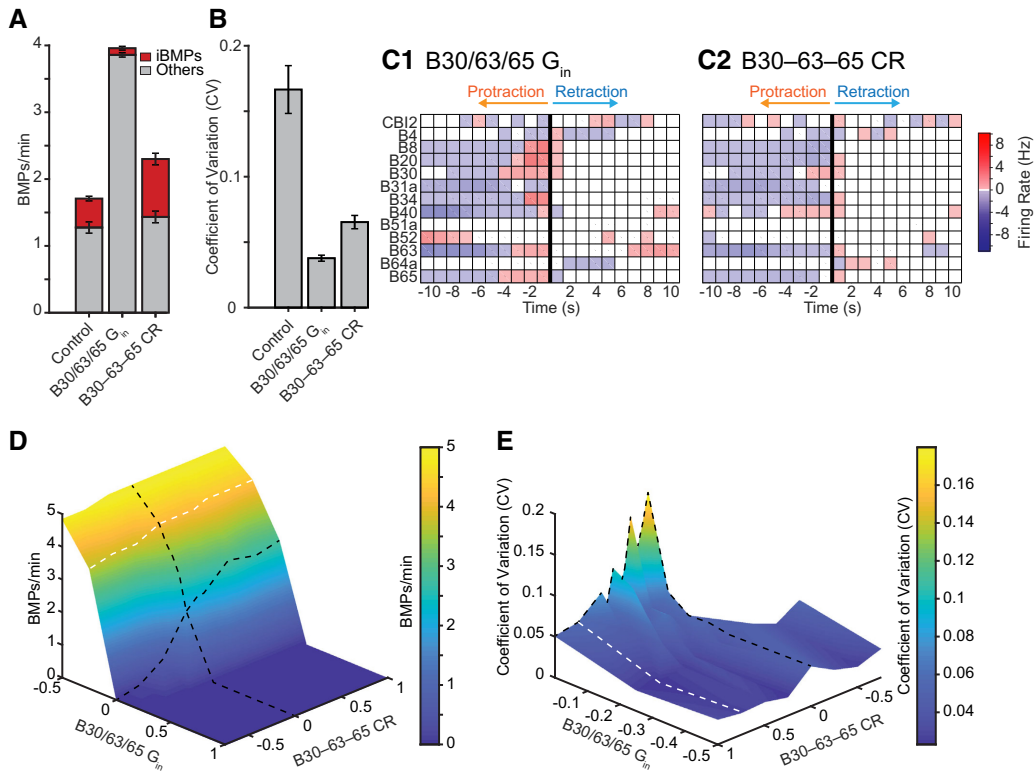 A
BMPs/min
4
3
2
1
0
iBMPs
Others
Control
B30/63/65 Gin
B30–63–65 CR
B
Coefficient of Variation (CV)
0.2
0.1
0
Control
B30/63/65 Gin
B30–63–65 CR
C1 B30/63/65 Gin
Protraction Retraction
CBI2
B4
B8
B20
B30
B31a
B34
B40
B51a
B52
B63
B64a
B65
-10 -8 -6 -4 -2 2 4 6 8 10
Time (s)
C2 B30–63–65 CR
Protraction Retraction
-10 -8 -6 -4 -2 2 4 6 8 10
Time (s)
8
4
0
-4
-8
Firing Rate (Hz)
D
BMPs/min
5
4
3
2
1
0
-0.5
0
0.5
1
B30/63/65 Gin
-0.5
0
0.5
1
B30–63–65 CR
5
4
3
2
1
0
BMPs/min
E
Coefficient of Variation (CV)
0.2
0.15
0.1
0.05
0
-0.1
-0.2
-0.3
-0.4
-0.5
B30/63/65 Gin
1
0.5
0
-0.5
B30–63–65 CR
0.16
0.14
0.12
0.10
0.08
0.06
0.04
Coefficient of Variation (CV)